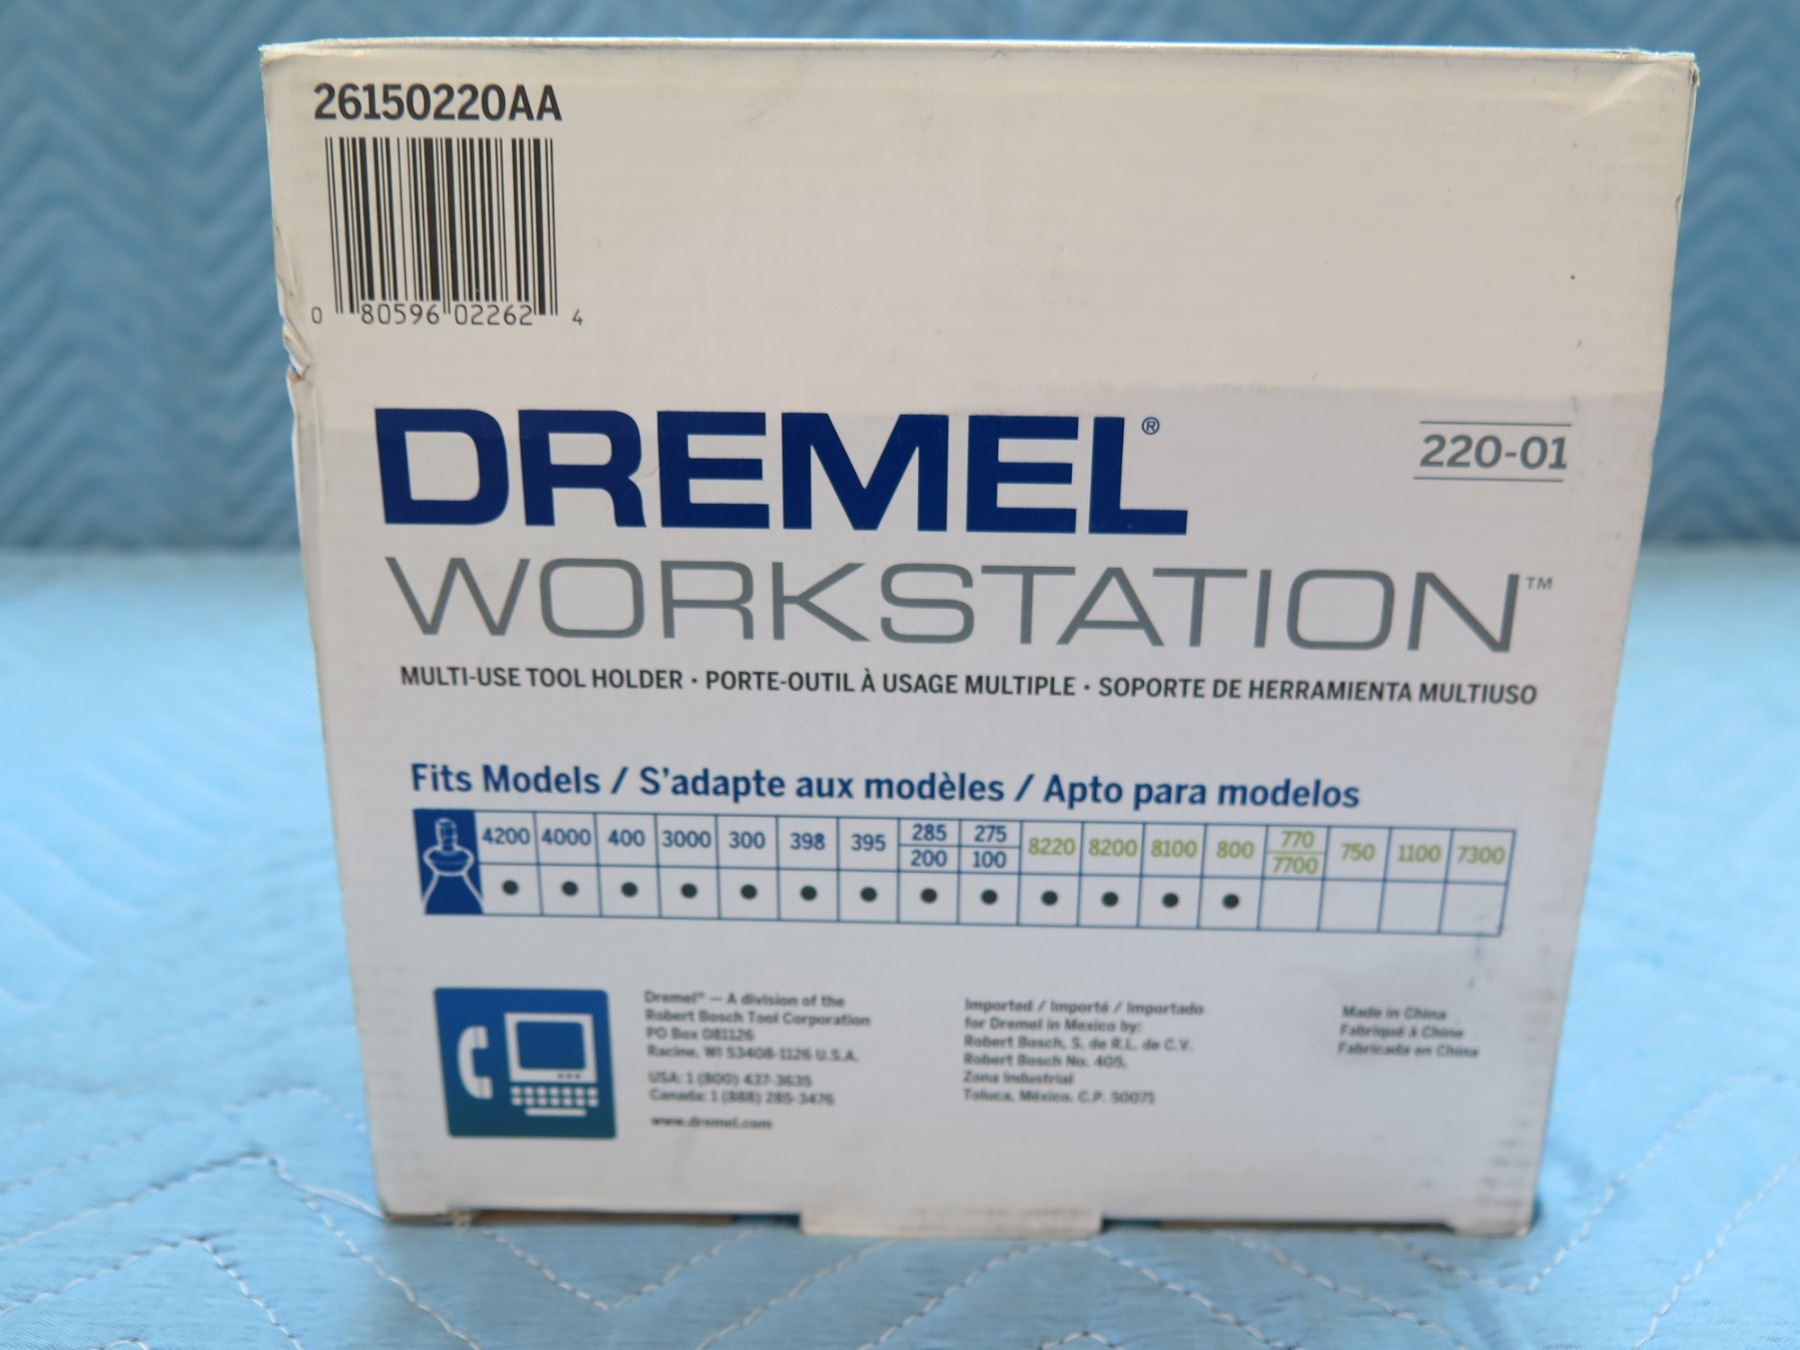 26150220AA
0 80596 02262 4
DREMEL®
220-01
WORKSTATION™
MULTI-USE TOOL HOLDER · PORTE-OUTIL À USAGE MULTIPLE · SOPORTE DE HERRAMIENTA MULTIUSO
Fits Models / S'adapte aux modèles / Apto para modelos
4200 4000 400 3000 300 398 395 285 275 8220 8200 8100 800 770 750 1100 7300
200 100 7700
Dremel® — A division of the
Robert Bosch Tool Corporation
PO Box 081126
Racine, WI 53408-1126 U.S.A.
USA: 1 (800) 437-3635
Canada: 1 (888) 285-3476
www.dremel.com
Imported / Importé / Importado
for Dremel in Mexico by:
Robert Bosch, S. de R.L. de C.V.
Robert Bosch No. 405,
Zona Industrial
Toluca, México. C.P. 50071
Made in China
Fabriqué à Chine
Fabricado en China